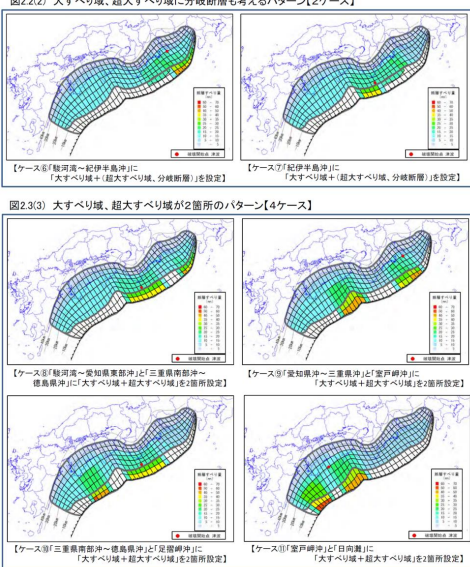 図2.2(2) 大すべり域、超大すべり域に分岐断層も考えるパターン【2ケース】
【ケース⑥「駿河湾~紀伊半島沖」に
「大すべり域+(超大すべり域、分岐断層)」を設定】
【ケース⑦「紀伊半島沖」に
「大すべり域+(超大すべり域、分岐断層)」を設定】
図2.3(3) 大すべり域、超大すべり域が2箇所のパターン【4ケース】
【ケース⑧「駿河湾~愛知県東部沖」と「三重県南部沖~
徳島県沖」に「大すべり域+超大すべり域」を2箇所設定】
【ケース⑨「愛知県沖~三重県沖」と「室戸岬沖」に
「大すべり域+超大すべり域」を2箇所設定】
【ケース⑩「三重県南部沖~徳島県沖」と「足摺岬沖」に
「大すべり域+超大すべり域」を2箇所設定】
【ケース⑪「室戸岬沖」と「日向灘」に
「大すべり域+超大すべり域」を2箇所設定】